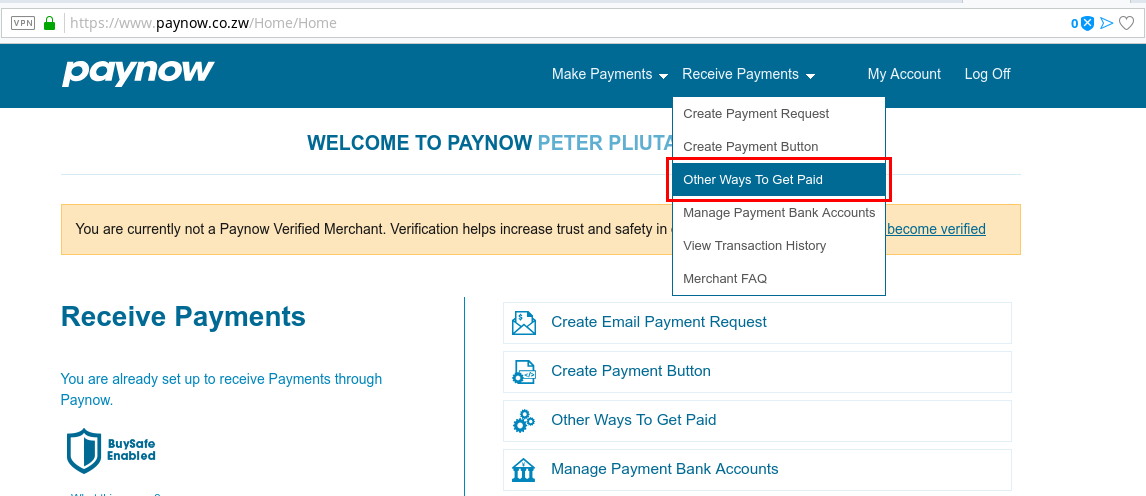 VPN https://www.paynow.co.zw/Home/Home 0
paynow Make Payments Receive Payments My Account Log Off
Create Payment Request
WELCOME TO PAYNOW PETER PLIUTA
Create Payment Button
Other Ways To Get Paid
Manage Payment Bank Accounts
You are currently not a Paynow Verified Merchant. Verification helps increase trust and safety in become verified
View Transaction History
Merchant FAQ
Receive Payments
You are already set up to receive Payments through
Paynow.
BuySafe
Enabled
Create Email Payment Request
Create Payment Button
Other Ways To Get Paid
Manage Payment Bank Accounts